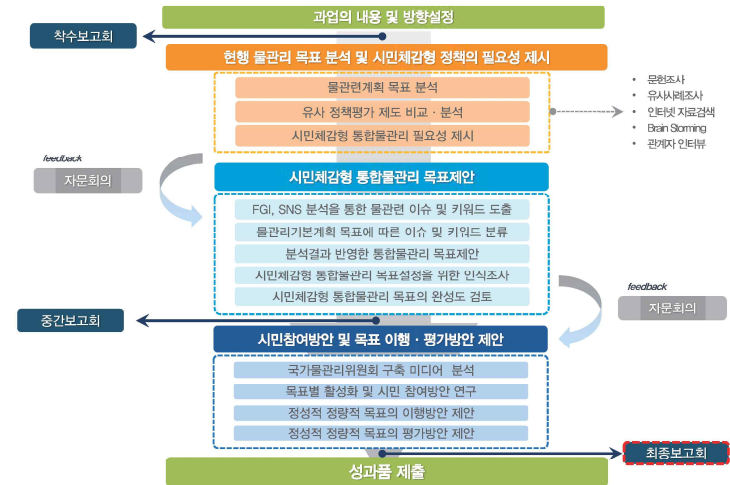 과업의 내용 및 방향설정
착수보고회
현행 물관리 목표 분석 및 시민체감형 정책의 필요성 제시
물관련계획 목표 분석
유사 정책평가 제도 비교·분석
시민체감형 통합물관리 필요성 제시
• 문헌조사
• 유사사례조사
• 인터넷 자료검색
• Brain Storming
• 관계자 인터뷰
feedback
자문회의
시민체감형 통합물관리 목표제안
FGI, SNS 분석을 통한 물관련 이슈 및 키워드 도출
물관리기본계획 목표에 따른 이슈 및 키워드 분류
분석결과 반영한 통합물관리 목표제안
시민체감형 통합물관리 목표설정을 위한 인식조사
시민체감형 통합물관리 목표의 완성도 검토
feedback
자문회의
중간보고회
시민참여방안 및 목표 이행·평가방안 제안
국가물관리위원회 구축 미디어 분석
목표별 활성화 및 시민 참여방안 연구
정성적 정량적 목표의 이행방안 제안
정성적 정량적 목표의 평가방안 제안
최종보고회
성과품 제출